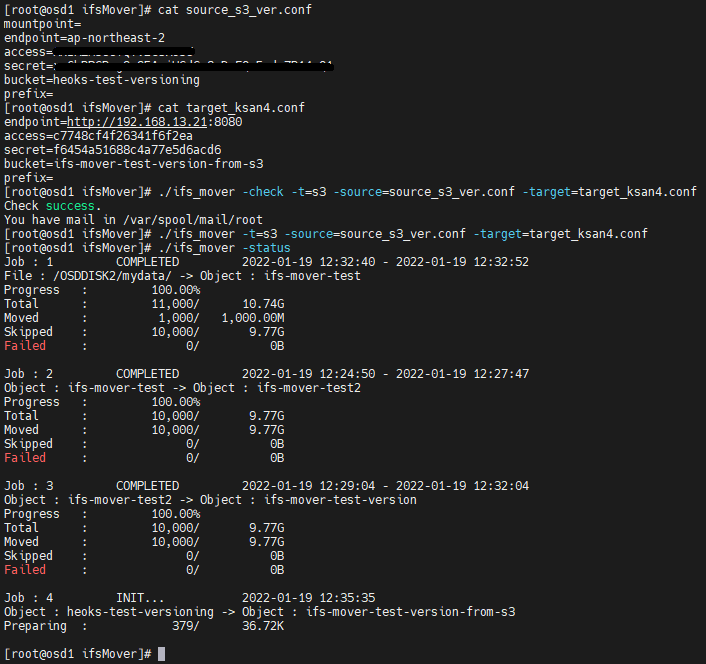 [root@osd1 ifsMover]# cat source_s3_ver.conf
mountpoint=
endpoint=ap-northeast-2
access=
secret=
bucket=heoks-test-versioning
prefix=
[root@osd1 ifsMover]# cat target_ksan4.conf
endpoint=http://192.168.13.21:8080
access=c7748cf4f26341f6f2ea
secret=f6454a51688c4a77e5d6acd6
bucket=ifs-mover-test-version-from-s3
prefix=
[root@osd1 ifsMover]# ./ifs_mover -check -t=s3 -source=source_s3_ver.conf -target=target_ksan4.conf
Check success.
You have mail in /var/spool/mail/root
[root@osd1 ifsMover]# ./ifs_mover -t=s3 -source=source_s3_ver.conf -target=target_ksan4.conf
[root@osd1 ifsMover]# ./ifs_mover -status
Job : 1 COMPLETED 2022-01-19 12:32:40 - 2022-01-19 12:32:52
File : /OSDDISK2/mydata/ -> Object : ifs-mover-test
Progress : 100.00%
Total : 11,000/ 10.74G
Moved : 1,000/ 1,000.00M
Skipped : 10,000/ 9.77G
Failed : 0/ 0B
Job : 2 COMPLETED 2022-01-19 12:24:50 - 2022-01-19 12:27:47
Object : ifs-mover-test -> Object : ifs-mover-test2
Progress : 100.00%
Total : 10,000/ 9.77G
Moved : 10,000/ 9.77G
Skipped : 0/ 0B
Failed : 0/ 0B
Job : 3 COMPLETED 2022-01-19 12:29:04 - 2022-01-19 12:32:04
Object : ifs-mover-test2 -> Object : ifs-mover-test-version
Progress : 100.00%
Total : 10,000/ 9.77G
Moved : 10,000/ 9.77G
Skipped : 0/ 0B
Failed : 0/ 0B
Job : 4 INIT... 2022-01-19 12:35:35
Object : heoks-test-versioning -> Object : ifs-mover-test-version-from-s3
Preparing : 379/ 36.72K
[root@osd1 ifsMover]#